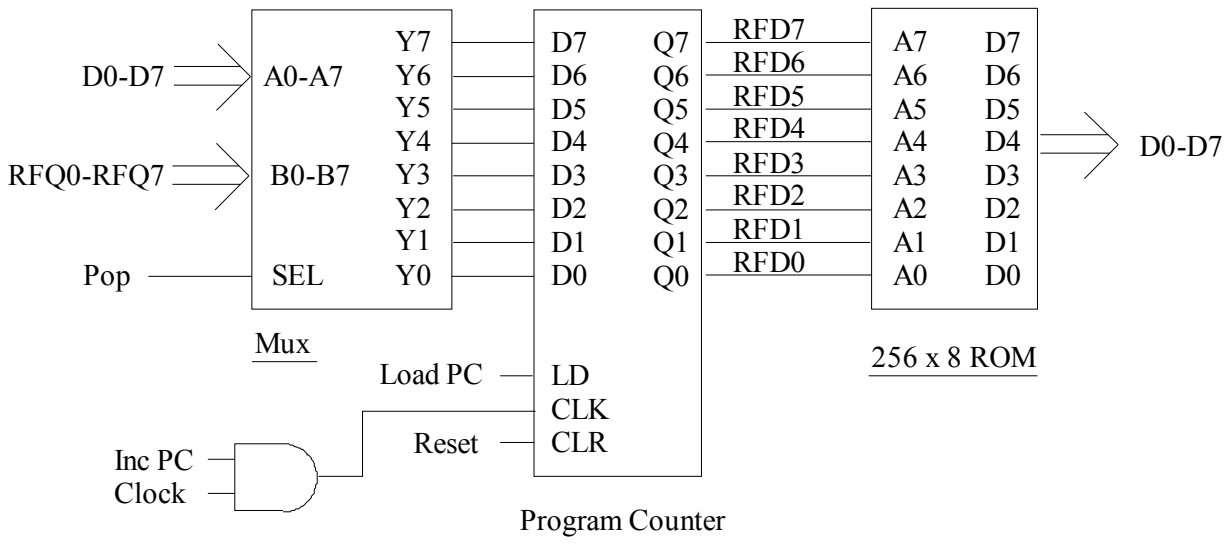 D0-D7
A0-A7
RFQ0-RFQ7
B0-B7
Pop
SEL
Y7
Y6
Y5
Y4
Y3
Y2
Y1
Y0
Mux
D7
D6
D5
D4
D3
D2
D1
D0
Q7
Q6
Q5
Q4
Q3
Q2
Q1
Q0
Load PC
LD
CLK
Reset
CLR
Inc PC
Clock
Program Counter
RFD7
RFD6
RFD5
RFD4
RFD3
RFD2
RFD1
RFD0
A7
A6
A5
A4
A3
A2
A1
A0
D7
D6
D5
D4
D3
D2
D1
D0
256 x 8 ROM
D0-D7